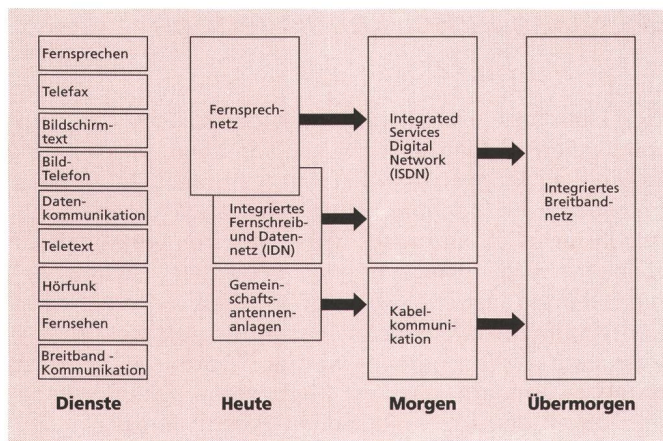 Fernsprechen
Telefax
Bildschirm-
text
Bild-
Telefon
Daten-
kommunikation
Teletext
Hörfunk
Fernsehen
Breitband -
Kommunikation
Dienste
Fernsprech-
netz
Integriertes
Fernschreib-
und Daten-
netz (IDN)
Gemein-
schafts-
antennen-
anlagen
Heute
Integrated
Services
Digital
Network
(ISDN)
Kabel-
kommuni-
kation
Morgen
Integriertes
Breitband-
netz
Übermorgen